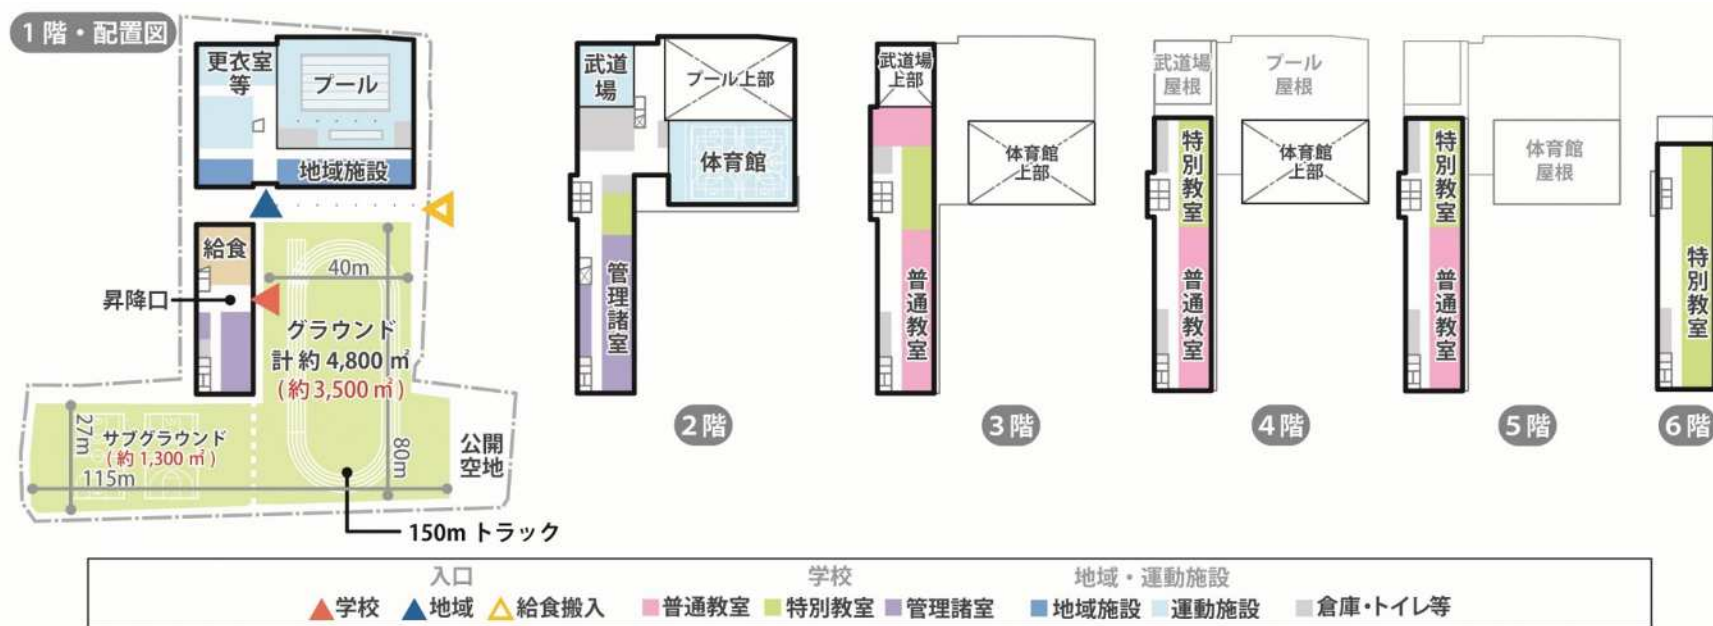 1階・配置図
更衣室
等
プール
地域施設
給食
昇降口
40m
グラウンド
計 約 4,800 ㎡
(約 3,500 ㎡)
80m
27m
サブグラウンド
(約 1,300 ㎡)
115m
公開
空地
150m トラック
武道
場
プール上部
体育館
管理諸室
2階
武道場
上部
体育館
上部
普通教室
3階
武道場
屋根
プール
屋根
特別教室
体育館
上部
普通教室
4階
特別教室
体育館
屋根
普通教室
5階
特別教室
6階
入口
学校
地域・運動施設
学校
地域
給食搬入
普通教室
特別教室
管理諸室
地域施設
運動施設
倉庫・トイレ等